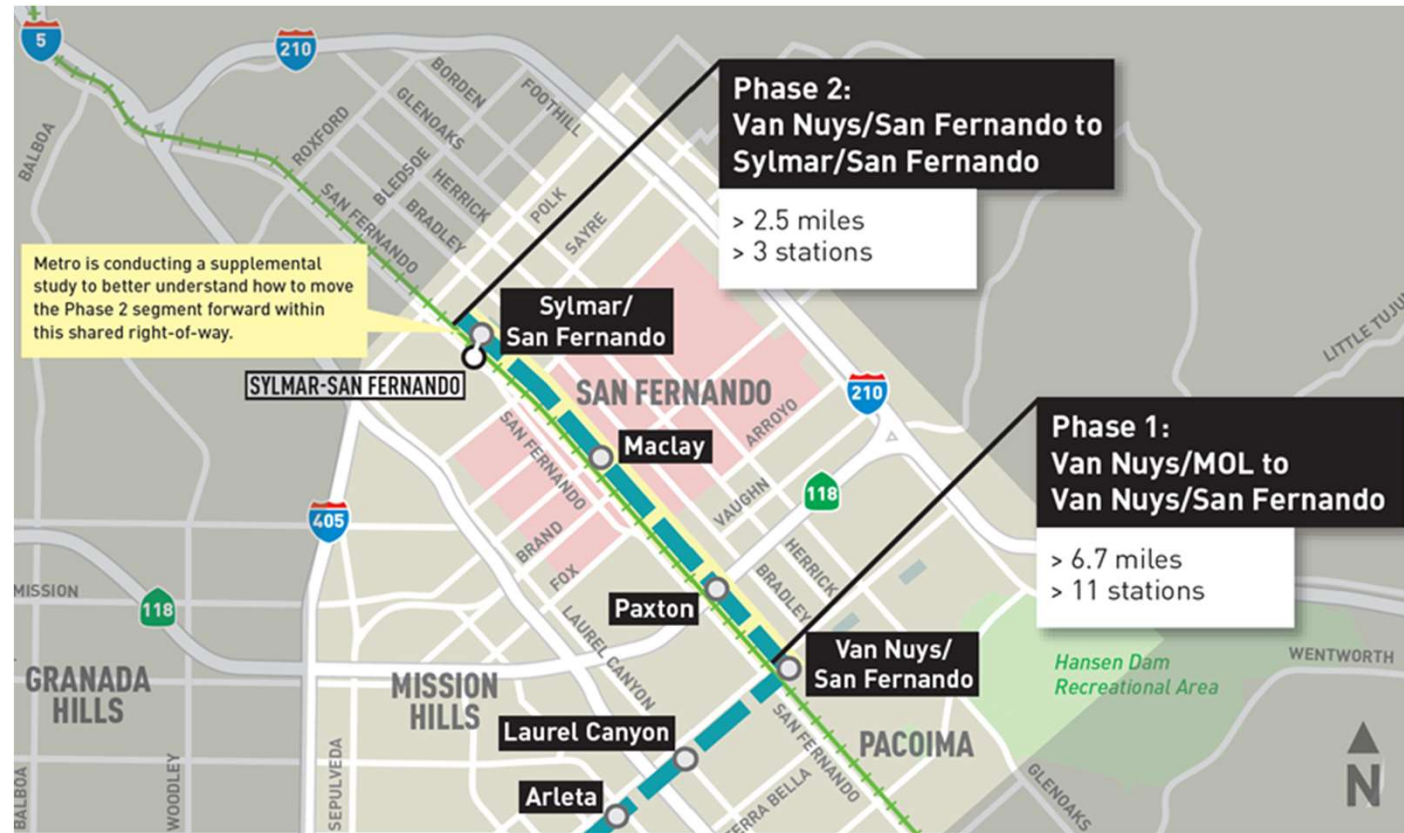 5
210
BORDEN
GLENOAKS
FOOTHILL
BALBOA
ROXFORD
BLEDSOE
HERRICK
POLK
SAN FERNANDO
BRADLEY
SAYRE
Phase 2:
Van Nuys/San Fernando to
Sylmar/San Fernando
> 2.5 miles
> 3 stations
Metro is conducting a supplemental
study to better understand how to move
the Phase 2 segment forward within
this shared right-of-way.
Sylmar/
San Fernando
SYLMAR-SAN FERNANDO
SAN FERNANDO
LITTLE TUJU
210
ARROYO
Maclay
SAN FERNANDO
Phase 1:
Van Nuys/MOL to
Van Nuys/San Fernando
> 6.7 miles
> 11 stations
405
118
VAUGHN
BRAND
HERRICK
BRADLEY
FOX
MISSION
118
Paxton
LAUREL CANYON
Van Nuys/
San Fernando
Hansen Dam
Recreational Area
WENTWORTH
GRANADA
HILLS
MISSION
HILLS
Laurel Canyon
SAN FERNANDO
PACOIMA
Arleta
BALBOA
WOODLEY
SEPULVEDA
ERRA BELLA
GLENOAKS
N